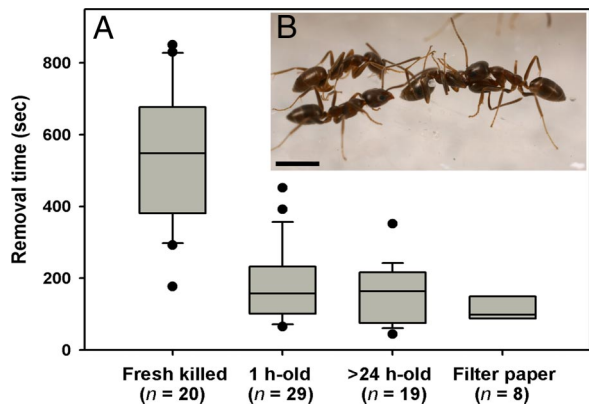 A
B
Removal time (sec)
800
600
400
200
0
Fresh killed 1 h-old >24 h-old Filter paper
(n = 20) (n = 29) (n = 19) (n = 8)